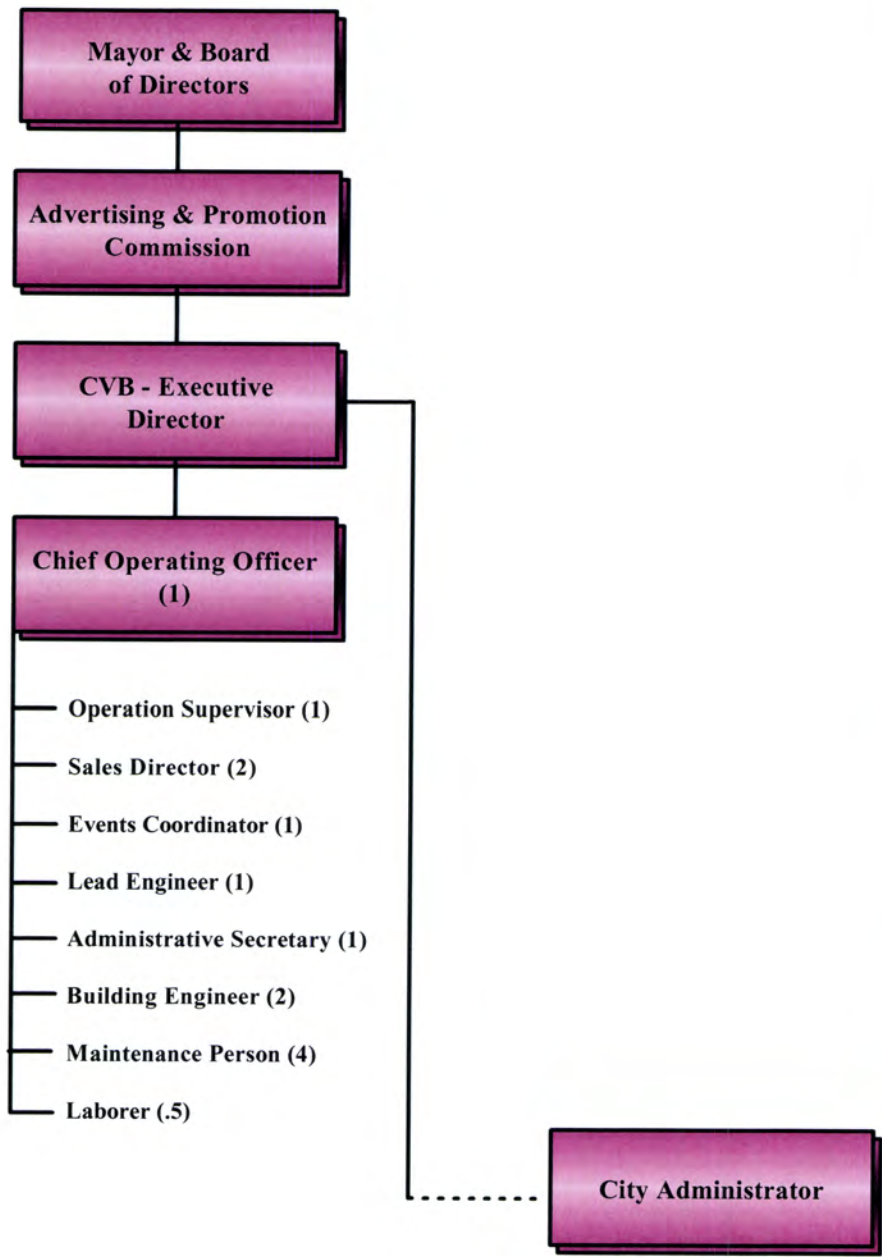 Mayor & Board
of Directors
Advertising & Promotion
Commission
CVB - Executive
Director
Chief Operating Officer
(1)
Operation Supervisor (1)
Sales Director (2)
Events Coordinator (1)
Lead Engineer (1)
Administrative Secretary (1)
Building Engineer (2)
Maintenance Person (4)
Laborer (.5)
City Administrator